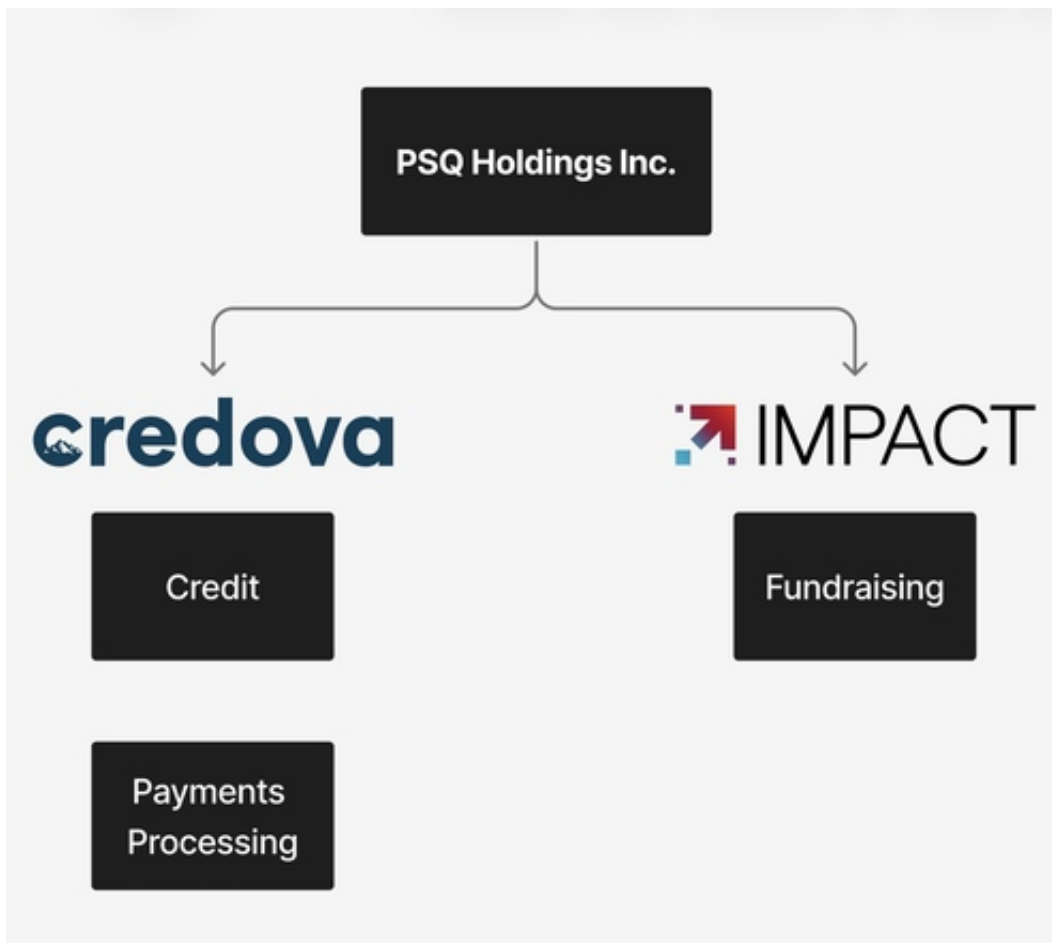 PSQ Holdings Inc.
credova
IMPACT
Credit
Fundraising
Payments
Processing